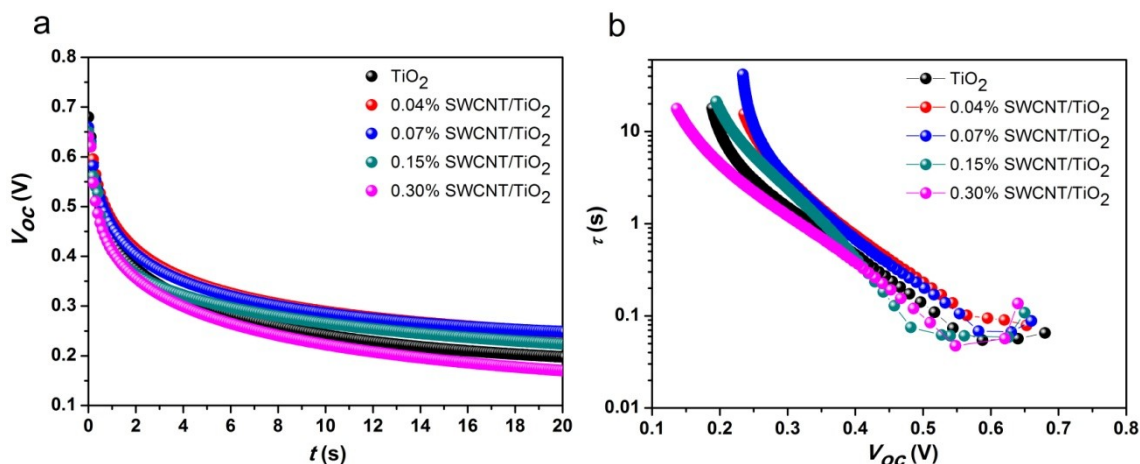 a
0.8
0.7
0.6
0.5
0.4
0.3
0.2
0.1
V_OC (V)
0 2 4 6 8 10 12 14 16 18 20
t (s)
TiO₂
0.04% SWCNT/TiO₂
0.07% SWCNT/TiO₂
0.15% SWCNT/TiO₂
0.30% SWCNT/TiO₂
b
10
1
0.1
0.01
τ (s)
0.1 0.2 0.3 0.4 0.5 0.6 0.7 0.8
V_OC (V)
TiO₂
0.04% SWCNT/TiO₂
0.07% SWCNT/TiO₂
0.15% SWCNT/TiO₂
0.30% SWCNT/TiO₂